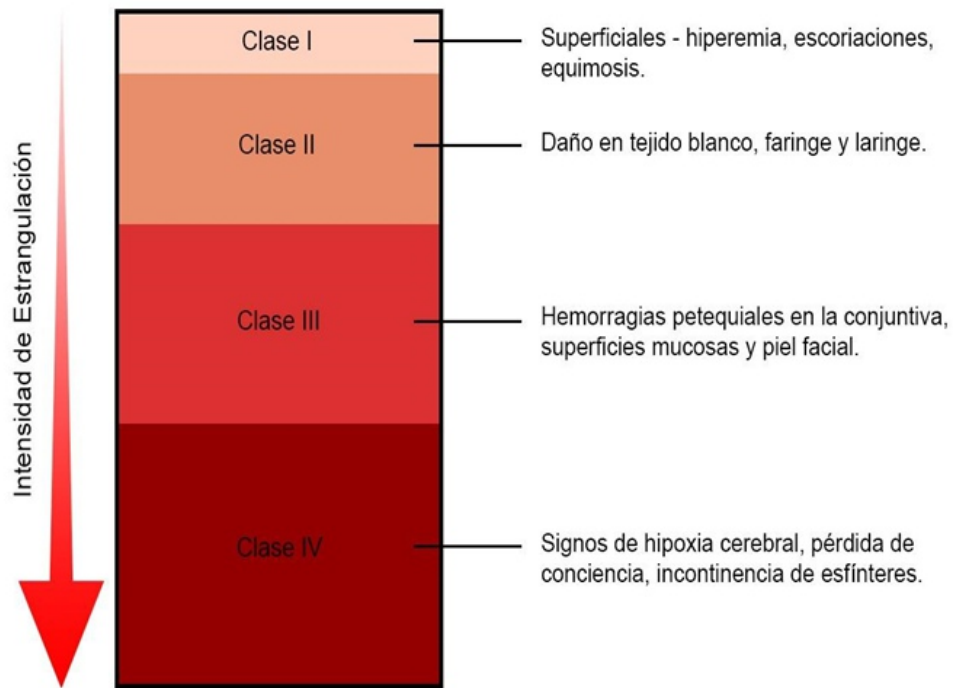 Intensidad de Estrangulación
Clase I
Superficiales - hiperemia, escoriaciones,
equimosis.
Clase II
Daño en tejido blanco, faringe y laringe.
Clase III
Hemorragias petequiales en la conjuntiva,
superficies mucosas y piel facial.
Clase IV
Signos de hipoxia cerebral, pérdida de
conciencia, incontinencia de esfínteres.